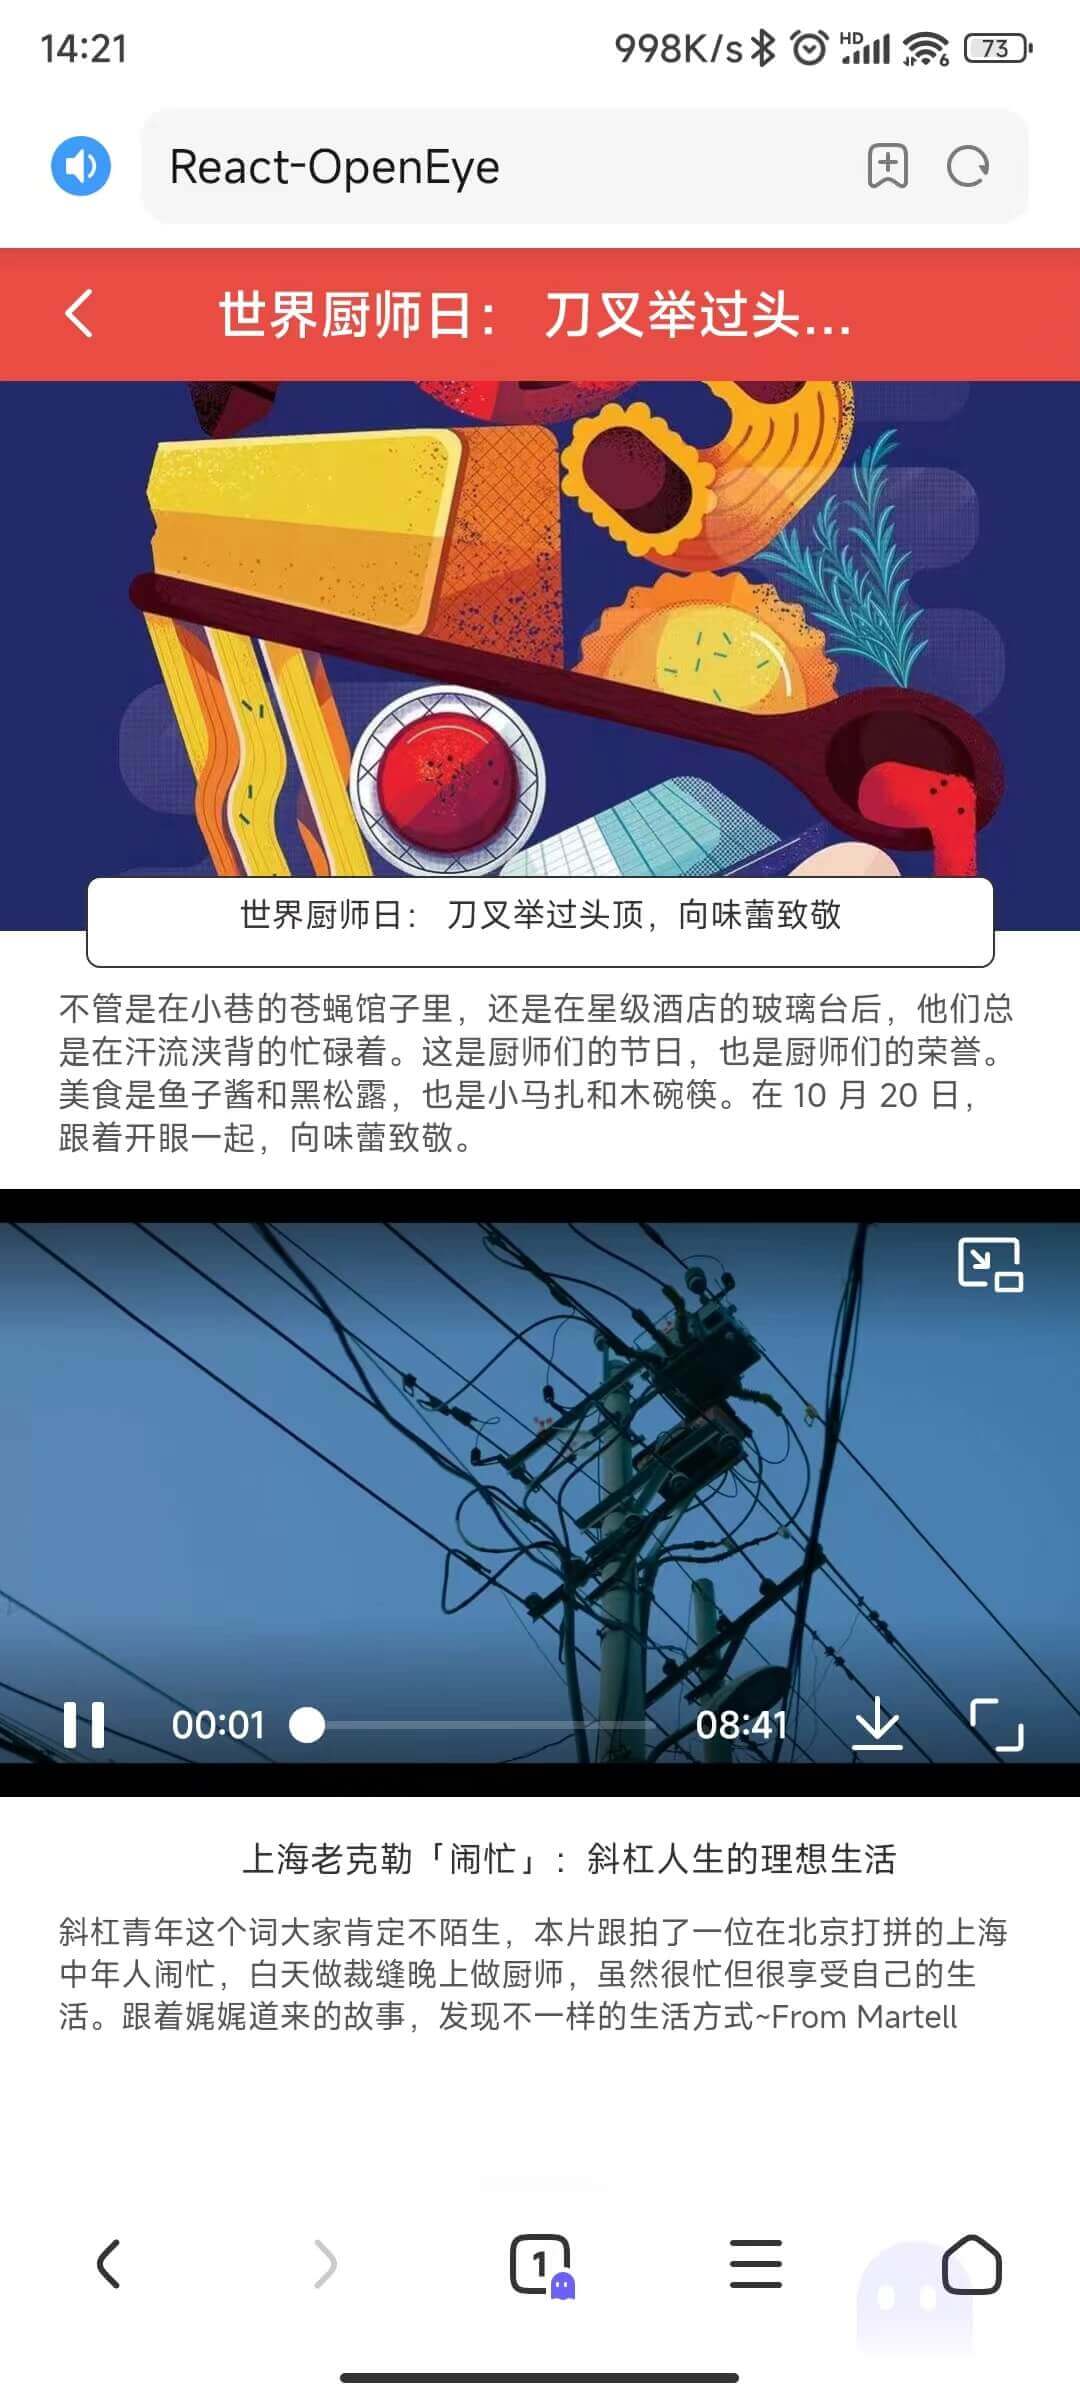 14:21
998K/s
HD
6
73
React-OpenEye
世界厨师日： 刀叉举过头...
世界厨师日： 刀叉举过头顶，向味蕾致敬
不管是在小巷的苍蝇馆子里，还是在星级酒店的玻璃台后，他们总
是在汗流浃背的忙碌着。这是厨师们的节日，也是厨师们的荣誉。
美食是鱼子酱和黑松露，也是小马扎和木碗筷。在 10 月 20 日，
跟着开眼一起，向味蕾致敬。
00:01
08:41
上海老克勒「闹忙」：斜杠人生的理想生活
斜杠青年这个词大家肯定不陌生，本片跟拍了一位在北京打拼的上海
中年人闹忙，白天做裁缝晚上做厨师，虽然很忙但很享受自己的生
活。跟着娓娓道来的故事，发现不一样的生活方式~From Martell
1